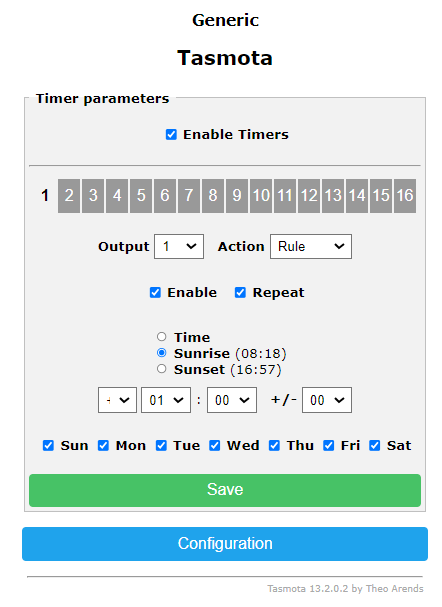 Generic
Tasmota
Timer parameters
Enable Timers
1 2 3 4 5 6 7 8 9 10 11 12 13 14 15 16
Output 1 Action Rule
Enable Repeat
Time
Sunrise (08:18)
Sunset (16:57)
01 : 00 +/- 00
Sun Mon Tue Wed Thu Fri Sat
Save
Configuration
Tasmota 13.2.0.2 by Theo Arends